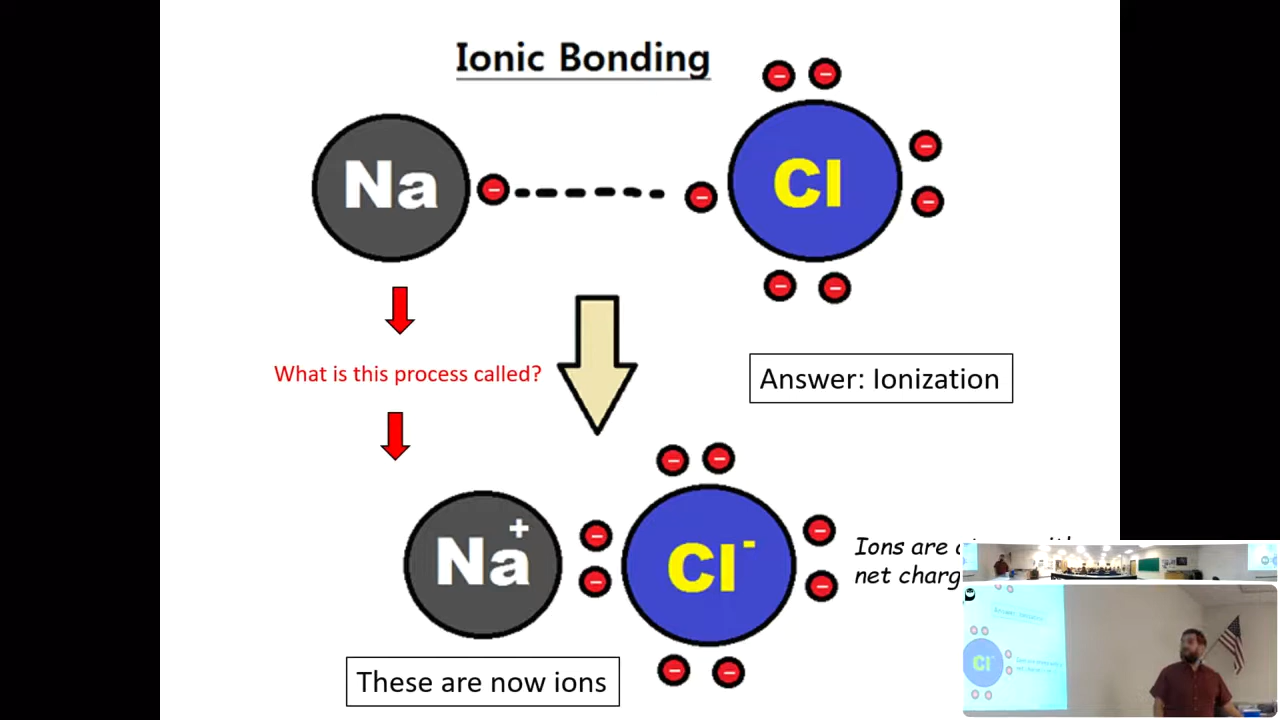 Ionic Bonding
Na
Cl
What is this process called?
Answer: Ionization
Na+
Cl-
Ions are
net charg
These are now ions
Cl-